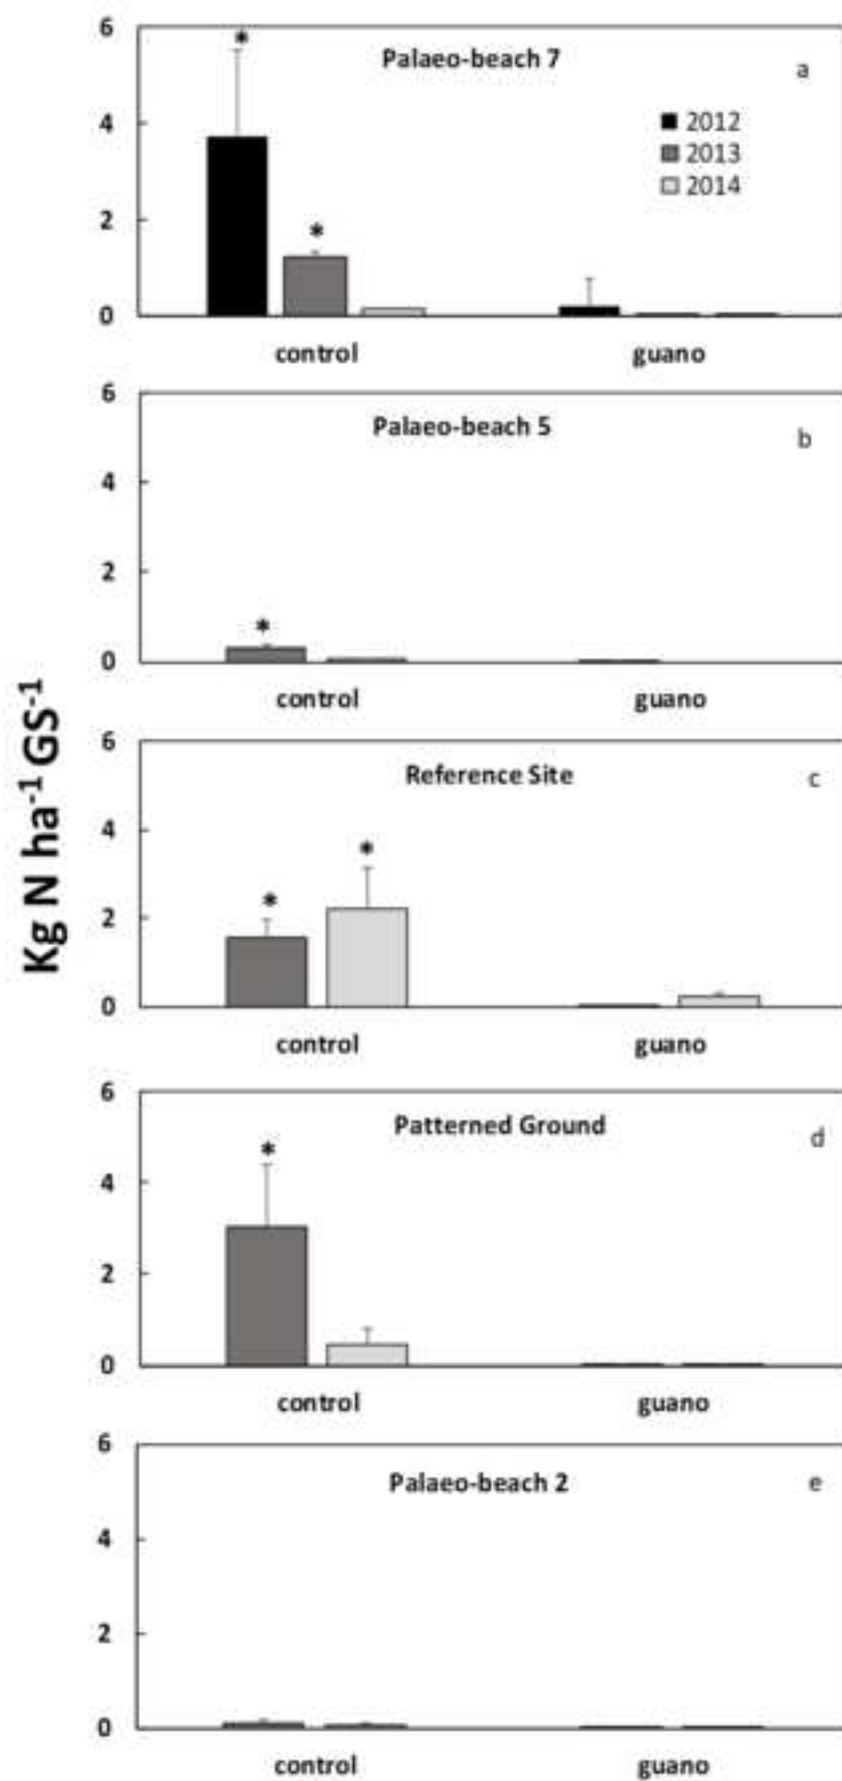 Kg N ha⁻¹ GS⁻¹
6
4
2
0
*
*
Palaeo-beach 7
a
2012
2013
2014
control
guano
6
4
2
0
Palaeo-beach 5
b
*
control
guano
6
4
2
0
Reference Site
c
*
*
control
guano
6
4
2
0
Patterned Ground
d
*
control
guano
6
4
2
0
Palaeo-beach 2
e
control
guano